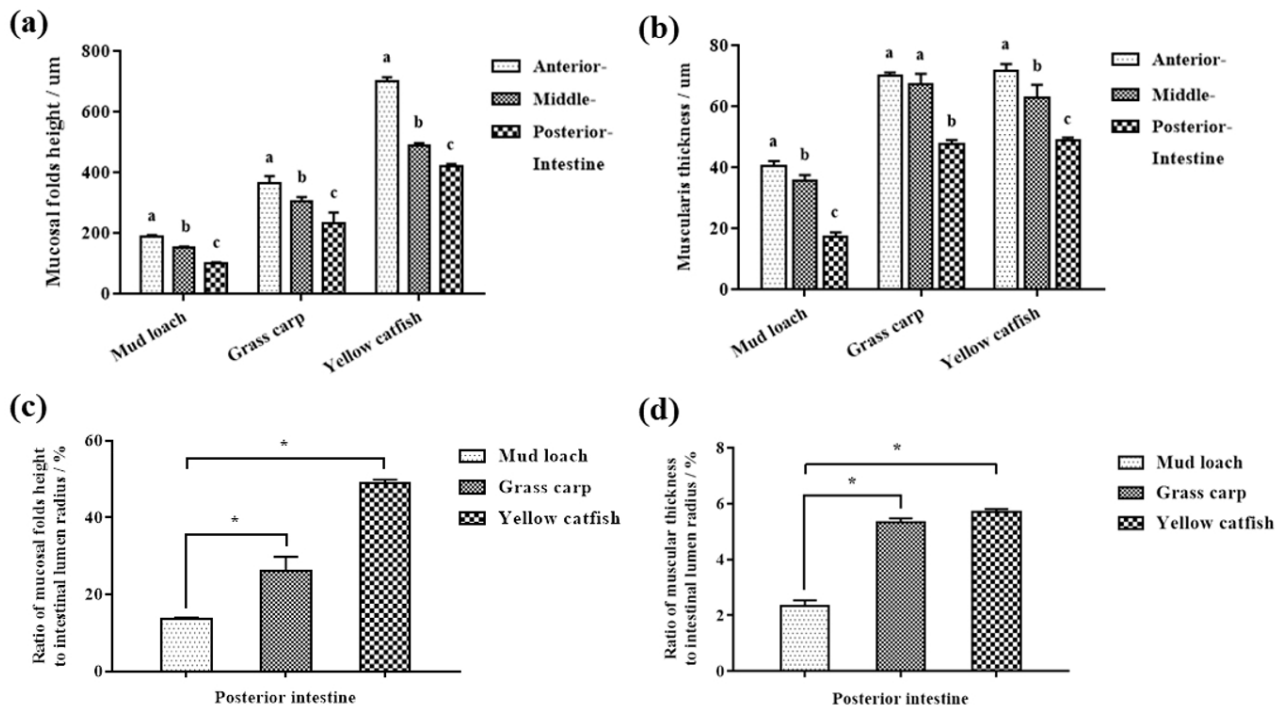 (a)
Mucosal folds height / um
800
600
400
200
0
a
b
c
a
b
c
a
b
c
Mud loach
Grass carp
Yellow catfish
Anterior-
Middle-
Posterior-
Intestine
(b)
Muscularis thickness / um
80
60
40
20
0
a
b
c
a
a
b
a
b
c
Mud loach
Grass carp
Yellow catfish
Anterior-
Middle-
Posterior-
Intestine
(c)
Ratio of mucosal folds height
to intestinal lumen radius / %
60
40
20
0
*
*
Posterior intestine
Mud loach
Grass carp
Yellow catfish
(d)
Ratio of muscular thickness
to intestinal lumen radius / %
8
6
4
2
0
*
*
Posterior intestine
Mud loach
Grass carp
Yellow catfish